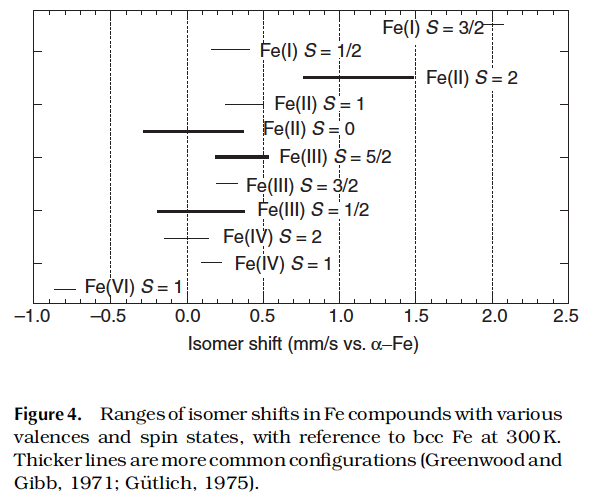 Fe(I) S = 3/2
Fe(I) S = 1/2
Fe(II) S = 2
Fe(II) S = 1
Fe(II) S = 0
Fe(III) S = 5/2
Fe(III) S = 3/2
Fe(III) S = 1/2
Fe(IV) S = 2
Fe(IV) S = 1
Fe(VI) S = 1
–1.0 –0.5 0.0 0.5 1.0 1.5 2.0 2.5
Isomer shift (mm/s vs. α–Fe)
Figure 4. Ranges of isomer shifts in Fe compounds with various
valences and spin states, with reference to bcc Fe at 300 K.
Thicker lines are more common configurations (Greenwood and
Gibb, 1971; Gütlich, 1975).